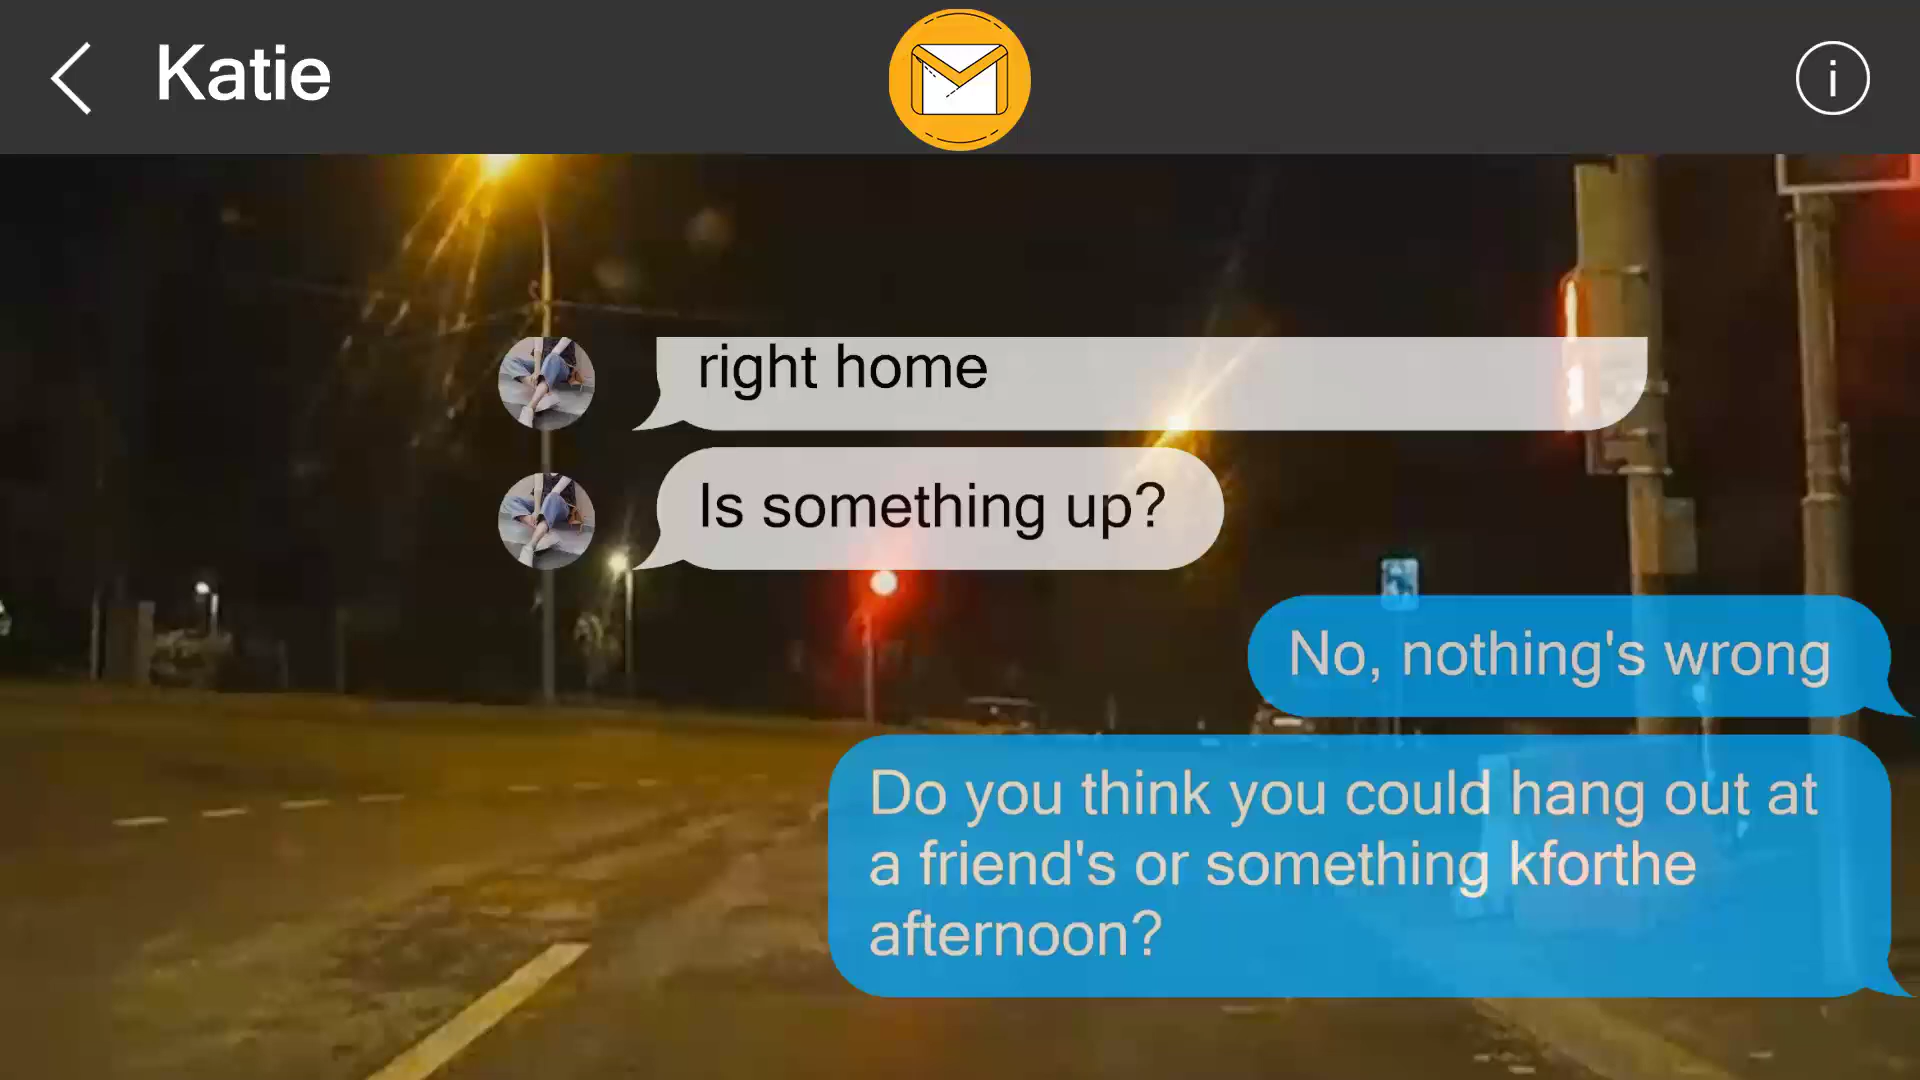 Katie
i
right home
Is something up?
No, nothing's wrong
Do you think you could hang out at
a friend's or something kforthe
afternoon?